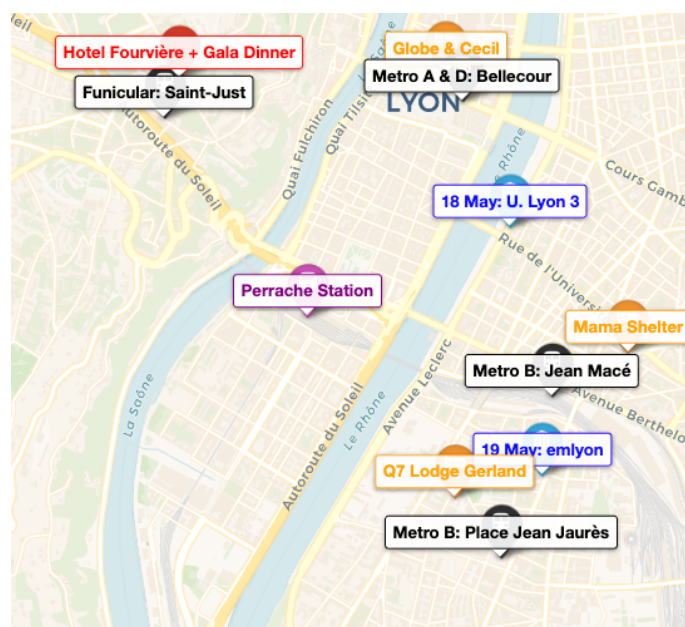 Hotel Fourvière + Gala Dinner
Globe & Cecil
Metro A & D: Bellecour
Funicular: Saint-Just
LYON
Autoroute du Soleil
Quai Fulchiron
Quai Tilsitt
La Saône
Le Rhône
Cours Gamb
18 May: U. Lyon 3
Rue de l'Universi
Perrache Station
Mama Shelter
Metro B: Jean Macé
Avenue Berthelo
La Saône
Autoroute du Soleil
Le Rhône
Avenue Leclerc
19 May: emlyon
Q7 Lodge Gerland
Metro B: Place Jean Jaurès